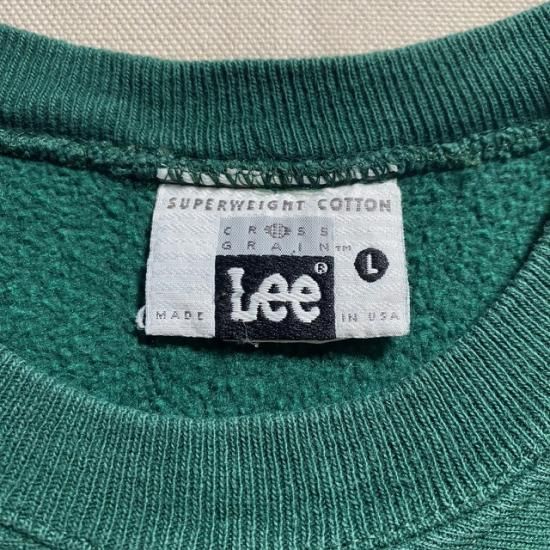 SUPERWEIGHT COTTON
CROSS
GRAIN™
L
Lee®
MADE IN USA